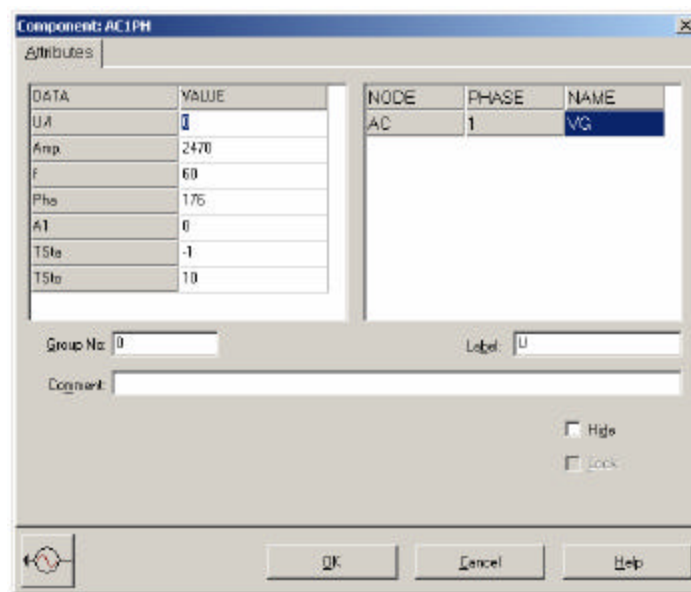 Component: AC1PH
Attributes
DATA VALUE
U/I 0
Amp. 2470
f 60
Pha 176
A1 0
TSta -1
TSto 10
NODE PHASE NAME
AC 1 VG
Group No: 0
Label: U
Comment:
Hide
Lock
OK Cancel Help